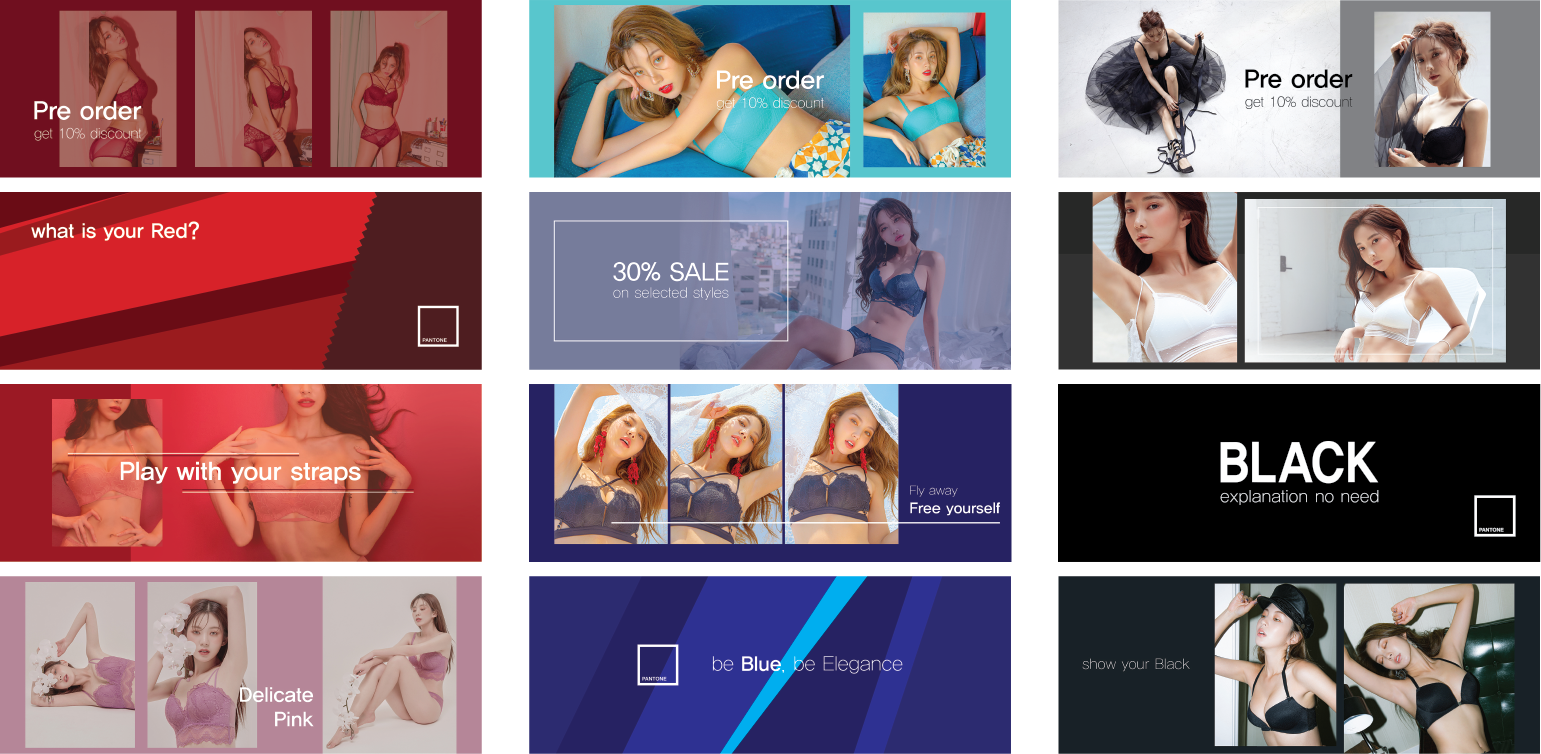 Pre order
get 10% discount
Pre order
get 10% discount
Pre order
get 10% discount
what is your Red?
PANTONE
30% SALE
on selected styles
Play with your straps
Fly away
Free yourself
BLACK
explanation no need
PANTONE
Delicate
Pink
PANTONE
be Blue, be Elegance
show your Black